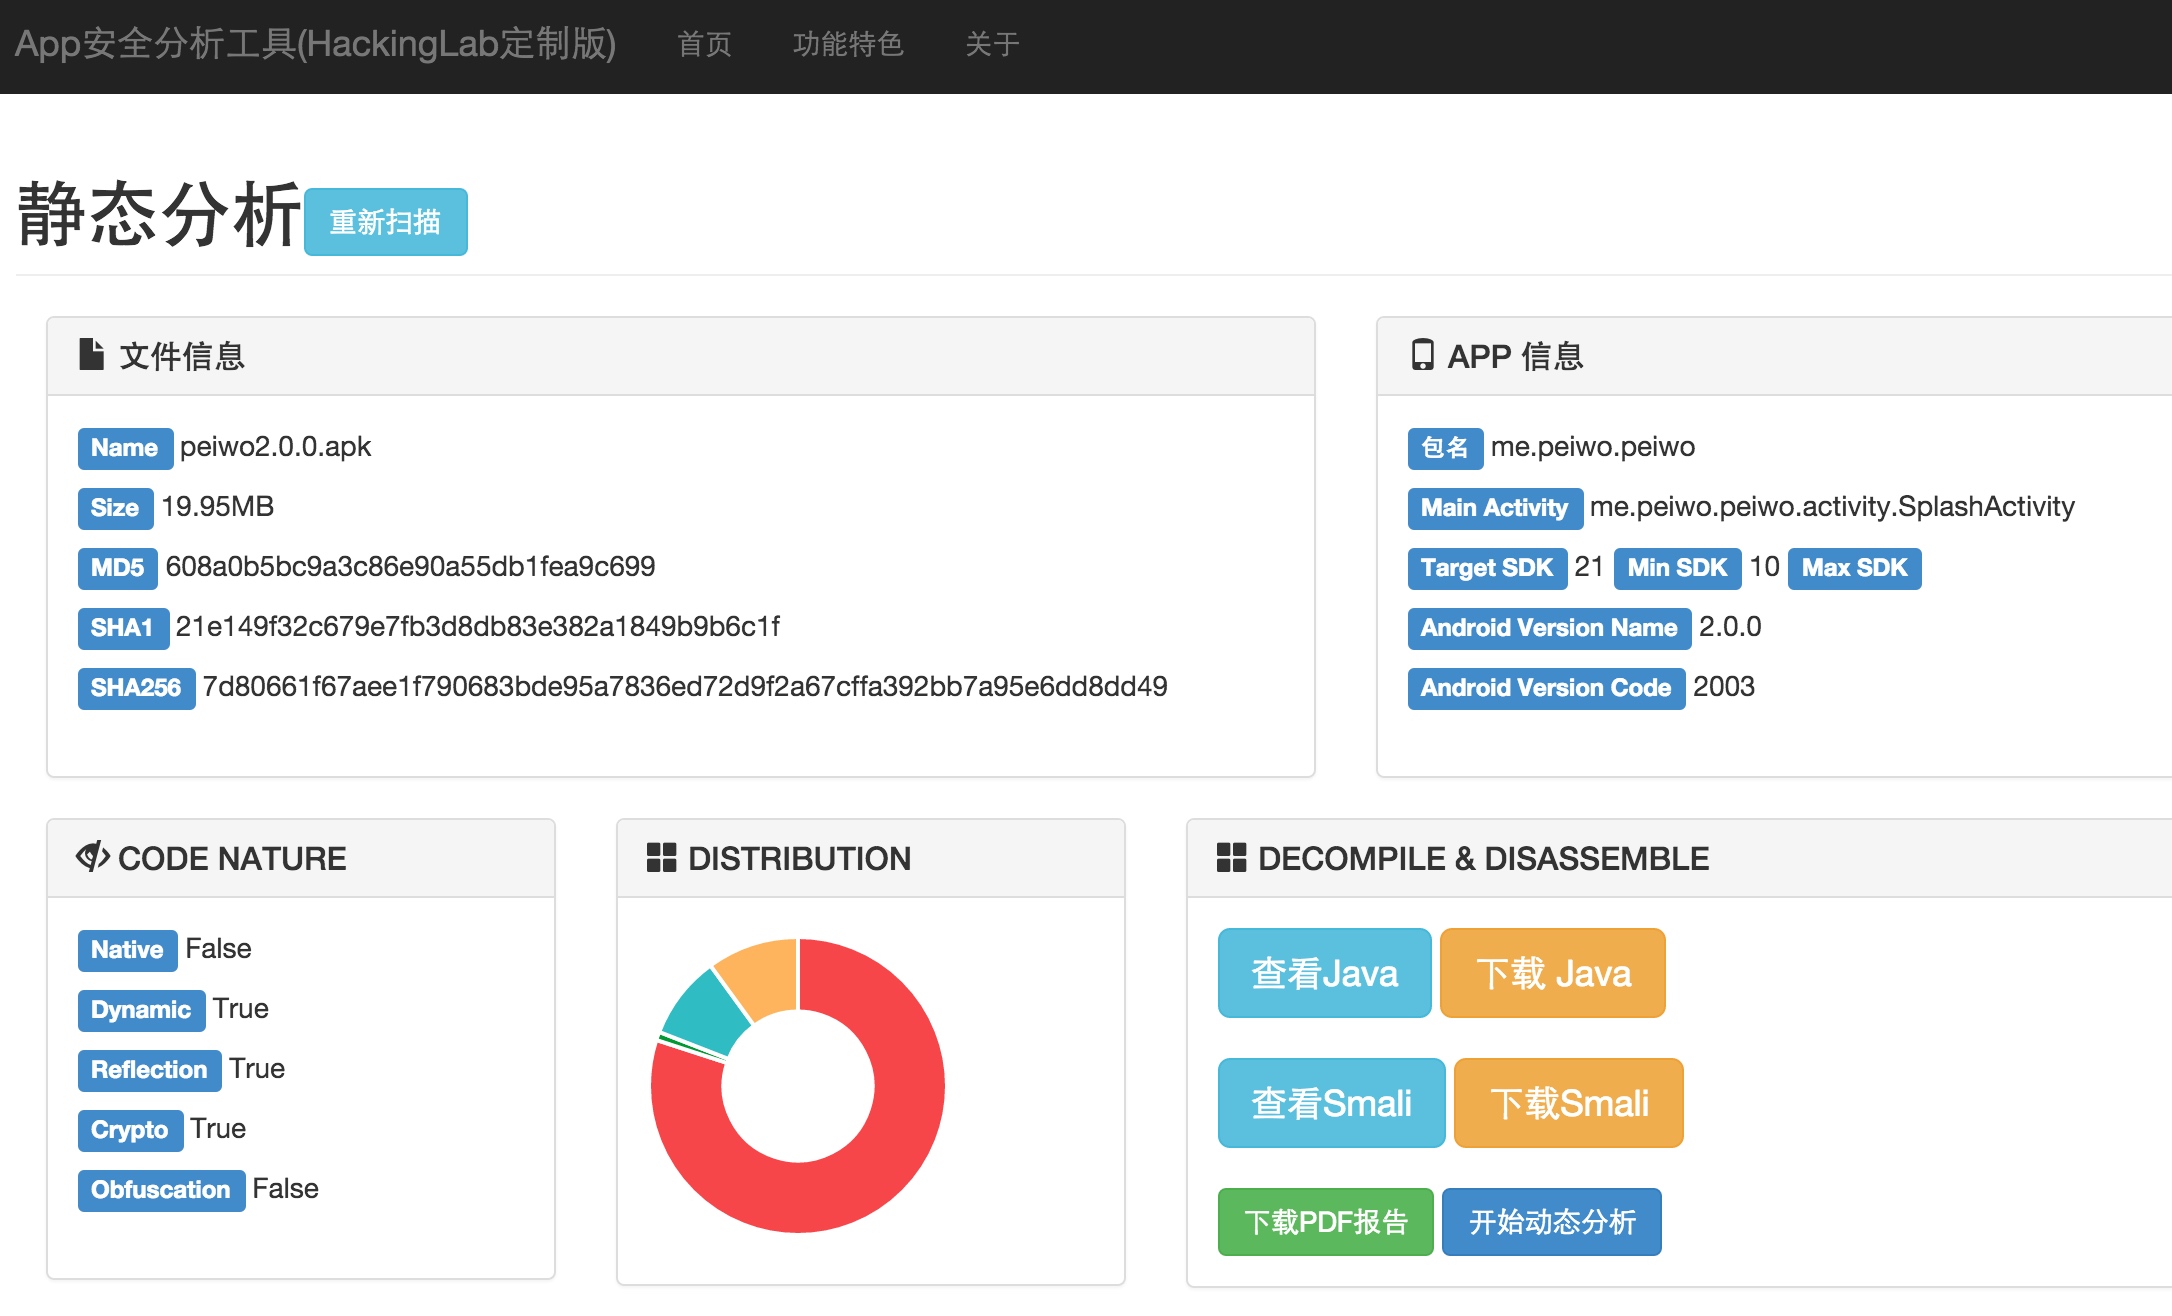 App安全分析工具(HackingLab定制版) 首页 功能特色 关于
静态分析 重新扫描
文件信息
Name peiwo2.0.0.apk
Size 19.95MB
MD5 608a0b5bc9a3c86e90a55db1fea9c699
SHA1 21e149f32c679e7fb3d8db83e382a1849b9b6c1f
SHA256 7d80661f67aee1f790683bde95a7836ed72d9f2a67cffa392bb7a95e6dd8dd49
APP 信息
包名 me.peiwo.peiwo
Main Activity me.peiwo.peiwo.activity.SplashActivity
Target SDK 21 Min SDK 10 Max SDK
Android Version Name 2.0.0
Android Version Code 2003
CODE NATURE
Native False
Dynamic True
Reflection True
Crypto True
Obfuscation False
DISTRIBUTION
DECOMPILE & DISASSEMBLE
查看Java 下载 Java
查看Smali 下载Smali
下载PDF报告 开始动态分析